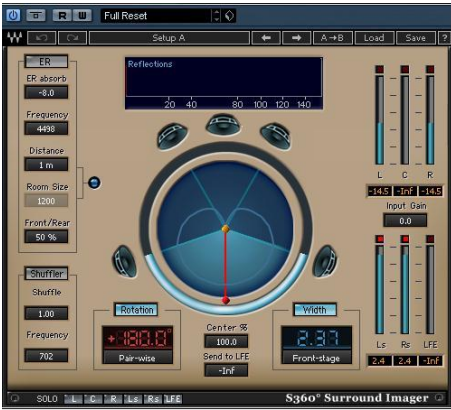 R W Full Reset
Setup A A→B Load Save ?
ER
ER absorb
-8.0
Frequency
4498
Distance
1 m
Room Size
1200
Front/Rear
50 %
Shuffler
Shuffle
1.00
Frequency
702
Reflections
20 40 80 100 120 140
Rotation
+180.0°
Pair-wise
Center %
100.0
Send to LFE
-Inf
Width
2.37
Front-stage
L C R
-14.5 -Inf -14.5
Input Gain
0.0
Ls Rs LFE
2.4 2.4 -Inf
SOLO L C R Ls Rs LFE
S360° Surround Imager